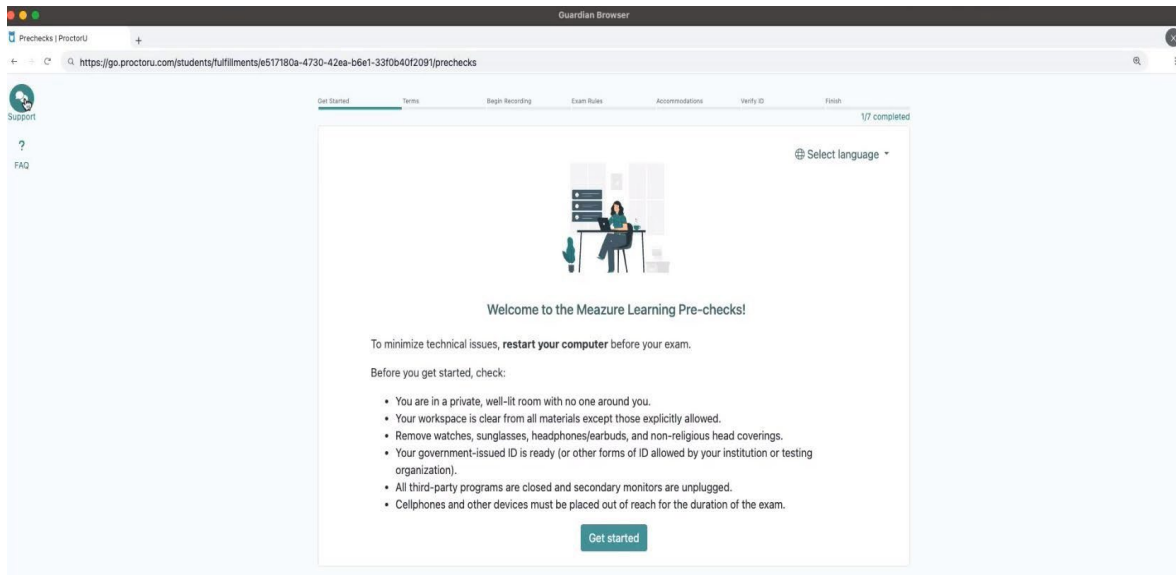 Guardian Browser
Prechecks | ProctorU
https://go.proctoru.com/students/fulfillments/e517180a-4730-42ea-b6e1-33f0b40f2091/prechecks
Support
?
FAQ
Get Started Terms Begin Recording Exam Rules Accommodations Verify ID Finish
1/7 completed
Select language
Welcome to the Meazure Learning Pre-checks!
To minimize technical issues, restart your computer before your exam.
Before you get started, check:
• You are in a private, well-lit room with no one around you.
• Your workspace is clear from all materials except those explicitly allowed.
• Remove watches, sunglasses, headphones/earbuds, and non-religious head coverings.
• Your government-issued ID is ready (or other forms of ID allowed by your institution or testing
organization).
• All third-party programs are closed and secondary monitors are unplugged.
• Cellphones and other devices must be placed out of reach for the duration of the exam.
Get started